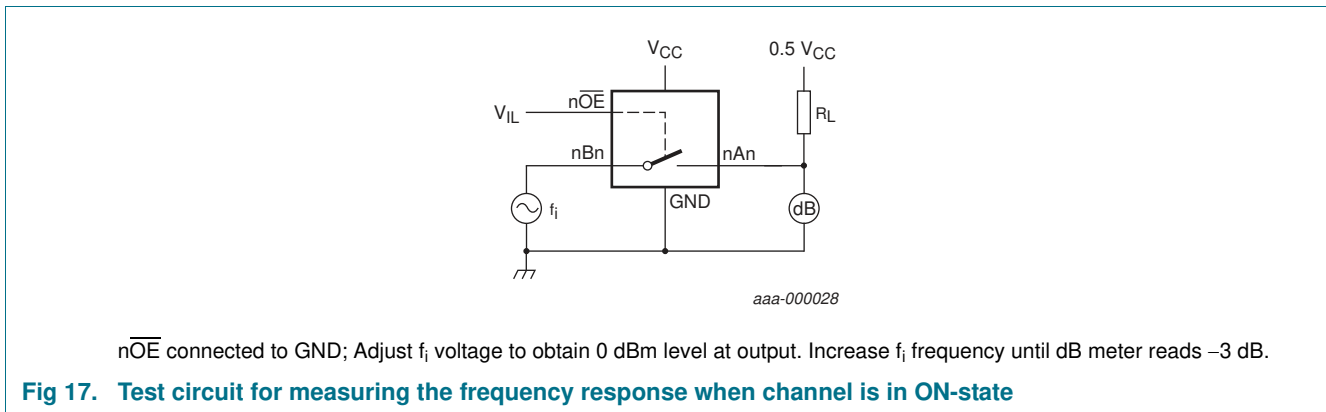 V_CC
0.5 V_CC
nO̅E̅
V_IL
R_L
nBn
nAn
GND
f_i
dB
aaa-000028
nO̅E̅ connected to GND; Adjust f_i voltage to obtain 0 dBm level at output. Increase f_i frequency until dB meter reads −3 dB.
Fig 17. Test circuit for measuring the frequency response when channel is in ON-state